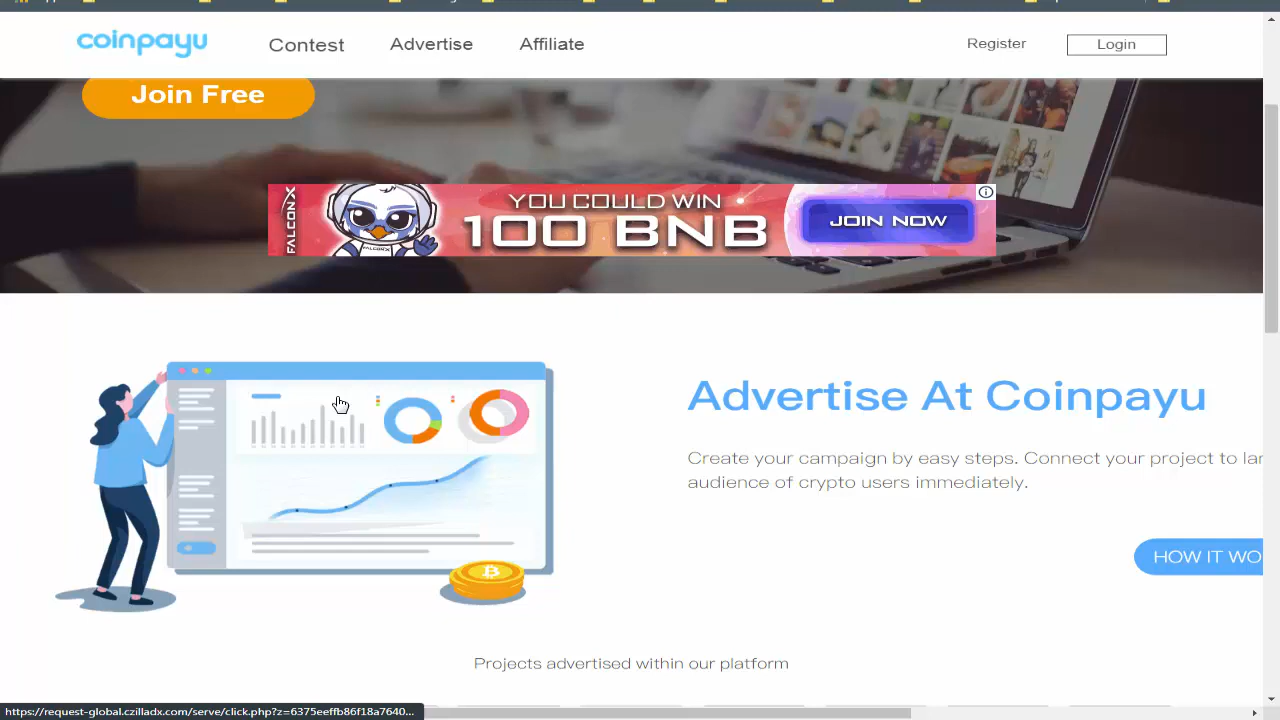 coinpayu
Contest
Advertise
Affiliate
Register
Login
Join Free
FALCONX
YOU COULD WIN
100 BNB
JOIN NOW
FALCONX
Advertise At Coinpayu
Create your campaign by easy steps. Connect your project to lar
audience of crypto users immediately.
HOW IT WO
Projects advertised within our platform
https://request-global.czilladx.com/serve/click.php?z=6375eeffb86f18a7640...